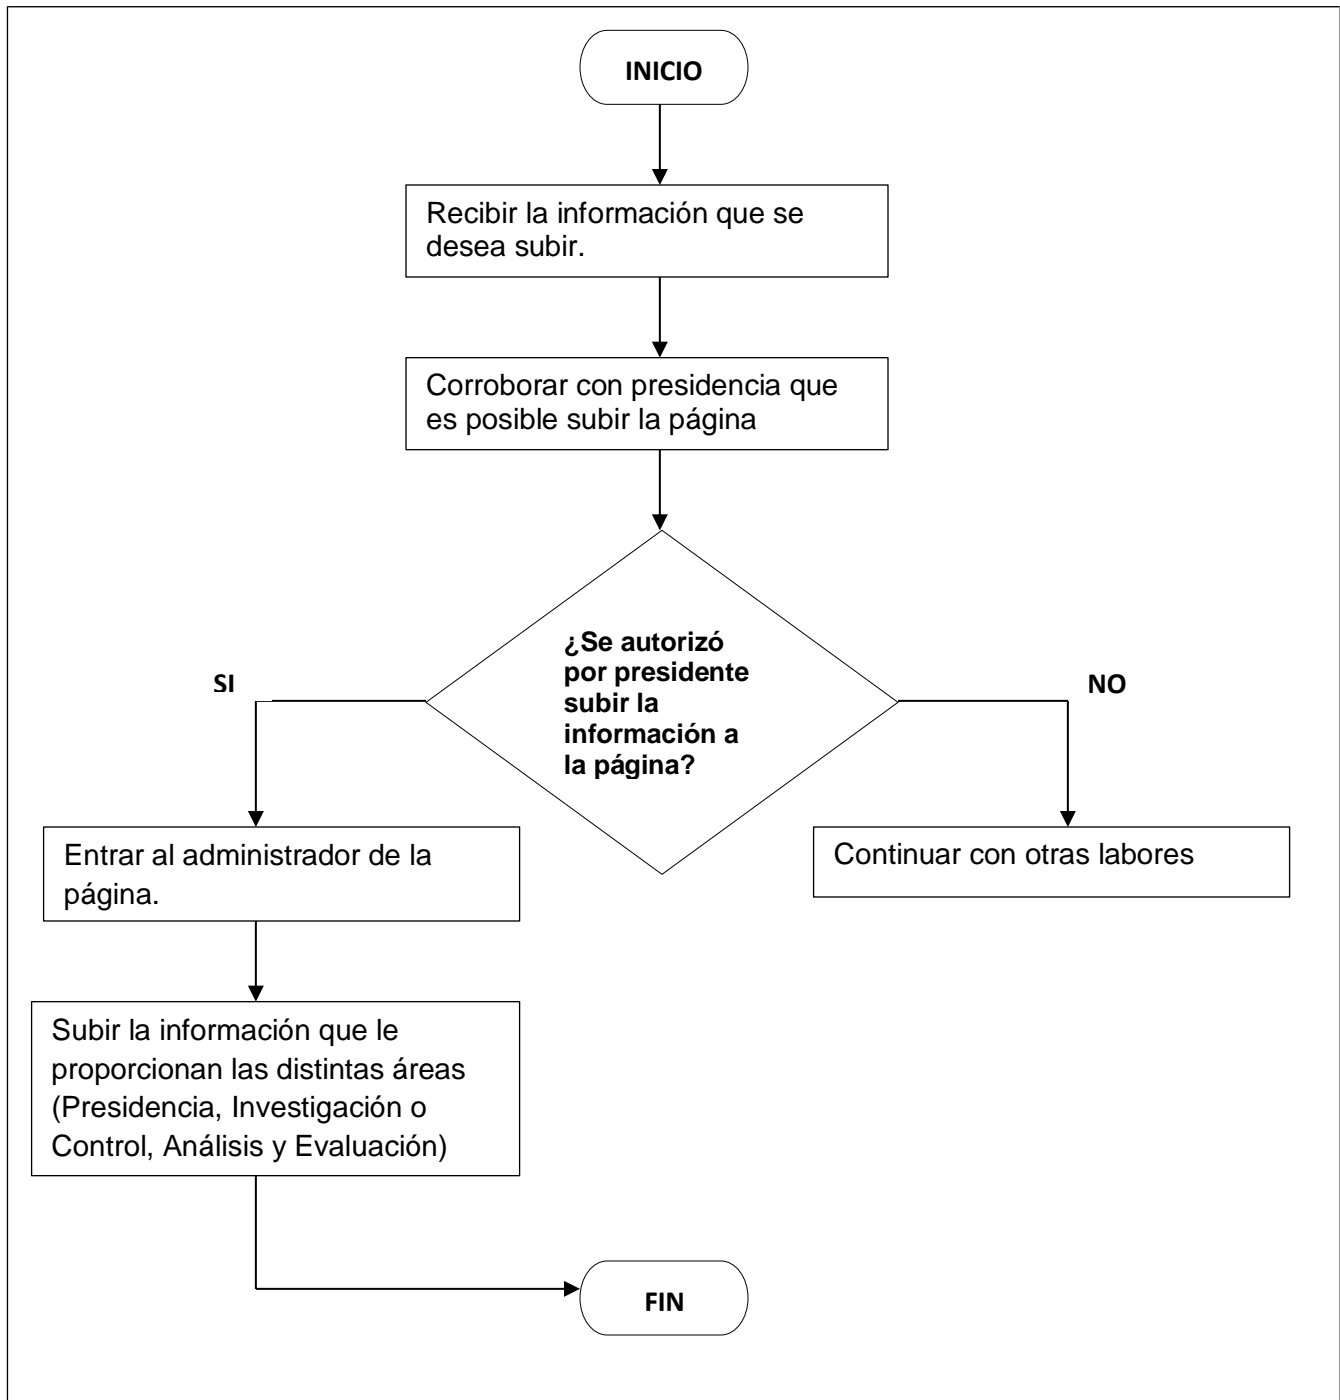 INICIO
Recibir la información que se
desea subir.
Corroborar con presidencia que
es posible subir la página
¿Se autorizó
por presidente
subir la
información a
la página?
SI
NO
Entrar al administrador de la
página.
Continuar con otras labores
Subir la información que le
proporcionan las distintas áreas
(Presidencia, Investigación o
Control, Análisis y Evaluación)
FIN